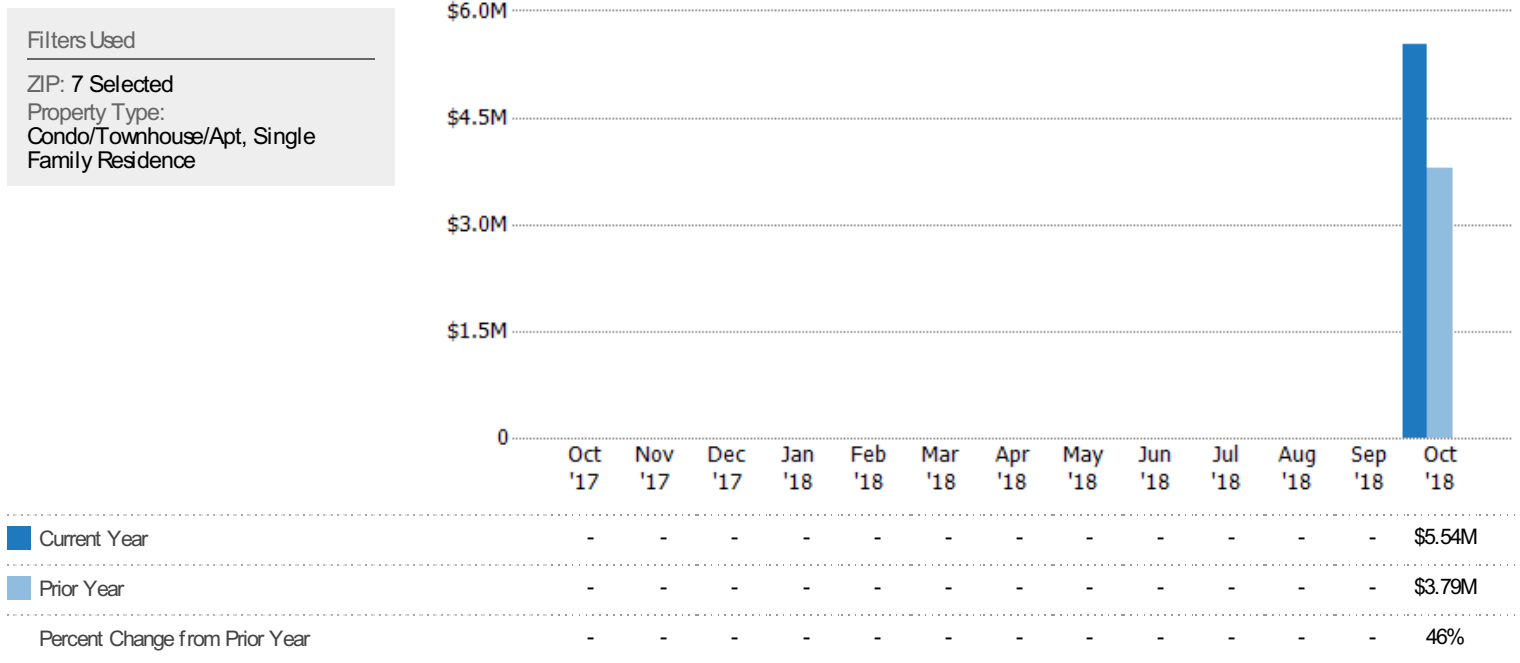 Filters Used
ZIP: 7 Selected
Property Type:
Condo/Townhouse/Apt, Single
Family Residence
$6.0M
$4.5M
$3.0M
$1.5M
0
Oct Nov Dec Jan Feb Mar Apr May Jun Jul Aug Sep Oct
'17 '17 '17 '18 '18 '18 '18 '18 '18 '18 '18 '18 '18
Current Year - - - - - - - - - - - - $5.54M
Prior Year - - - - - - - - - - - - $3.79M
Percent Change from Prior Year - - - - - - - - - - - - 46%